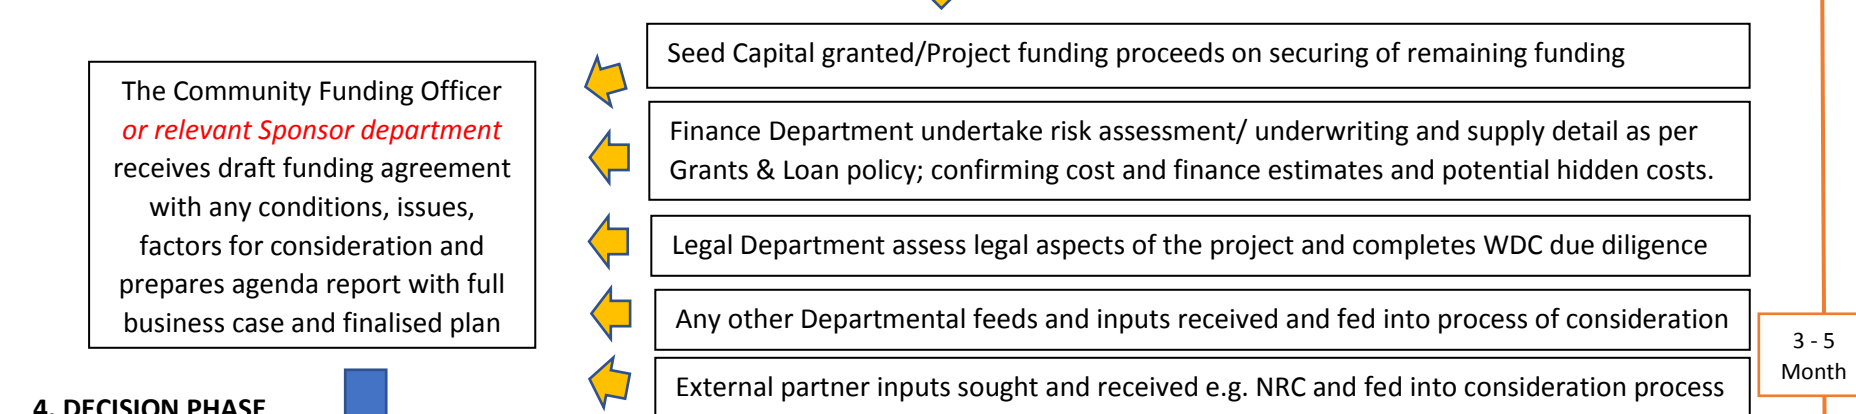 The Community Funding Officer
or relevant Sponsor department
receives draft funding agreement
with any conditions, issues,
factors for consideration and
prepares agenda report with full
business case and finalised plan
Seed Capital granted/Project funding proceeds on securing of remaining funding
Finance Department undertake risk assessment/ underwriting and supply detail as per
Grants & Loan policy; confirming cost and finance estimates and potential hidden costs.
Legal Department assess legal aspects of the project and completes WDC due diligence
Any other Departmental feeds and inputs received and fed into process of consideration
External partner inputs sought and received e.g. NRC and fed into consideration process
3 - 5
Month
4. DECISION PHASE